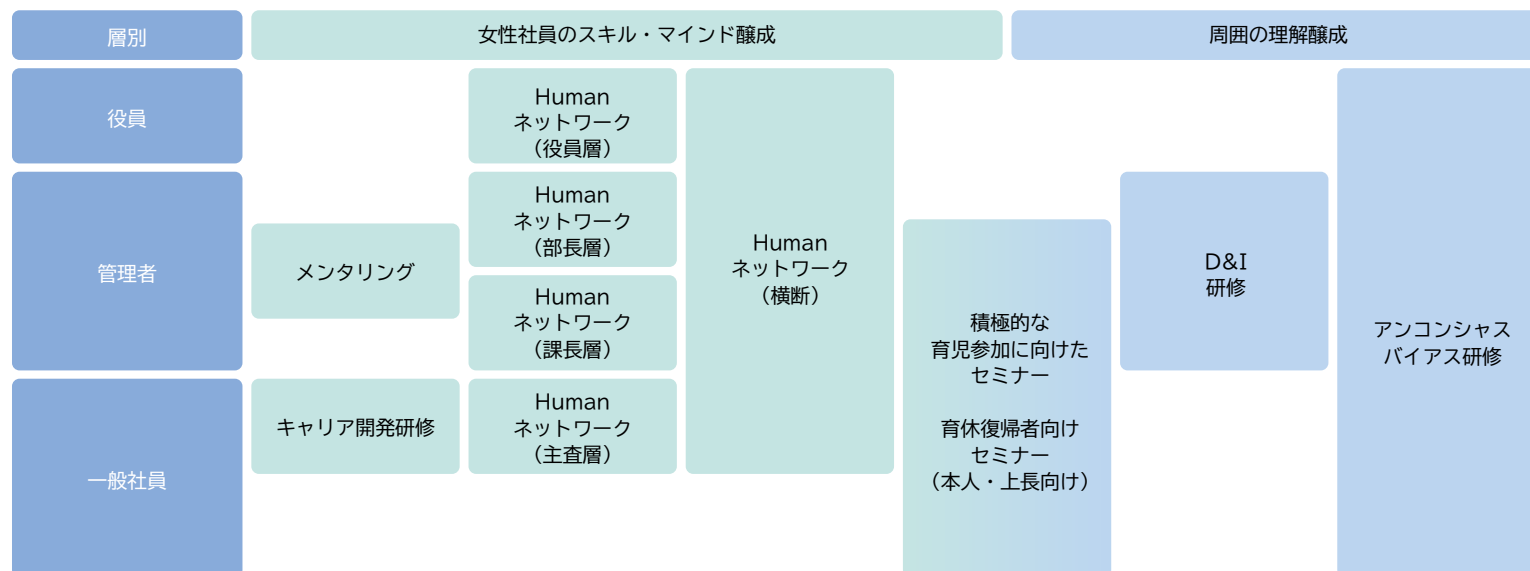 層別
女性社員のスキル・マインド醸成
周囲の理解醸成
役員
Human
ネットワーク
（役員層）
管理者
メンタリング
Human
ネットワーク
（部長層）
Human
ネットワーク
（課長層）
Human
ネットワーク
（横断）
一般社員
キャリア開発研修
Human
ネットワーク
（主査層）
積極的な
育児参加に向けた
セミナー
育休復帰者向け
セミナー
（本人・上長向け）
D&I
研修
アンコンシャス
バイアス研修